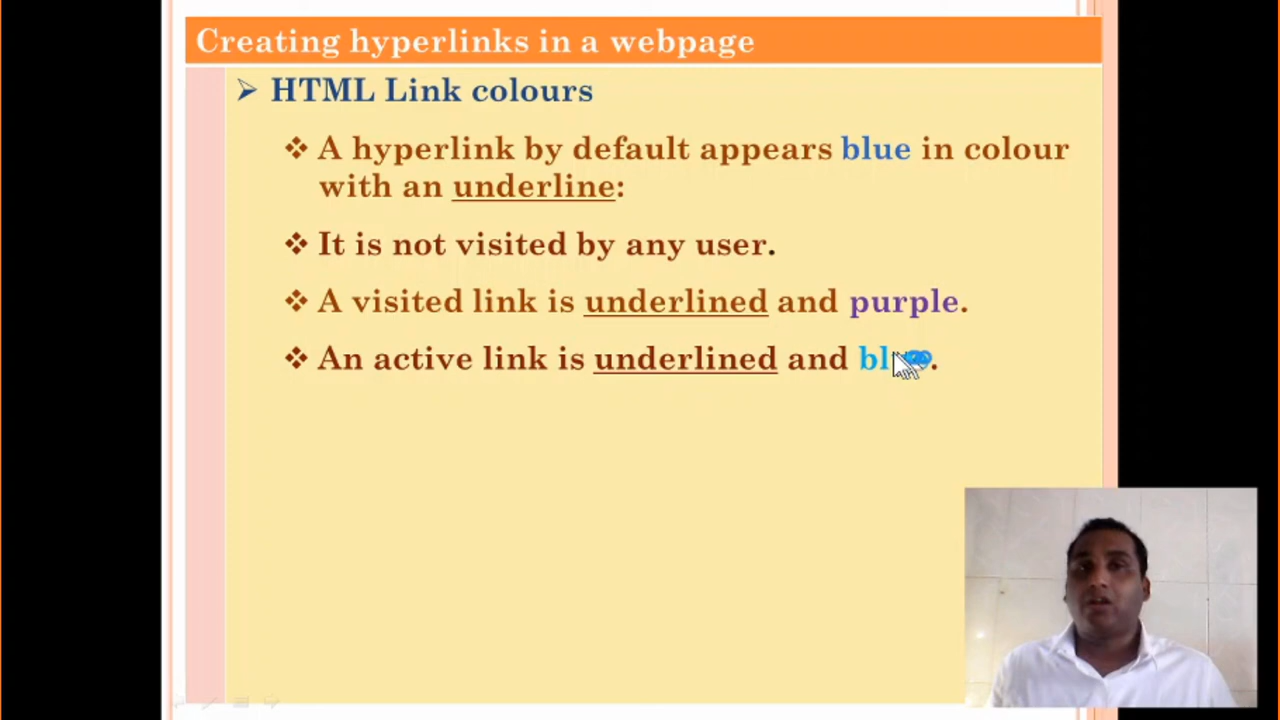 Creating hyperlinks in a webpage
HTML Link colours
A hyperlink by default appears blue in colour
with an underline:
It is not visited by any user.
A visited link is underlined and purple.
An active link is underlined and